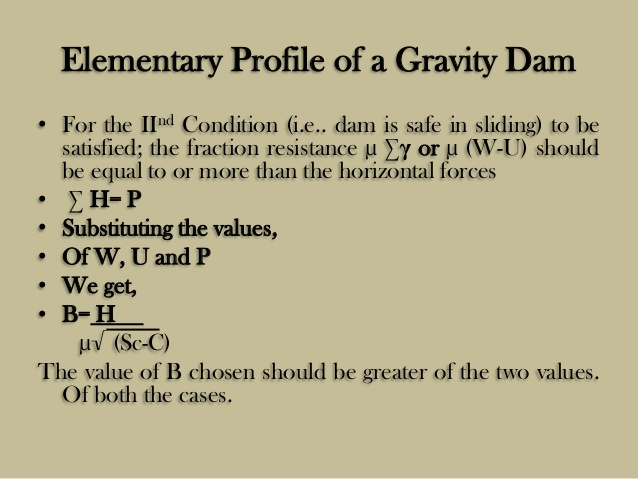 Elementary Profile of a Gravity Dam
• For the IInd Condition (i.e.. dam is safe in sliding) to be
satisfied; the fraction resistance μ ∑γ or μ (W-U) should
be equal to or more than the horizontal forces
• ∑ H= P
• Substituting the values,
• Of W, U and P
• We get,
• B= H
μ√ (Sc-C)
The value of B chosen should be greater of the two values.
Of both the cases.